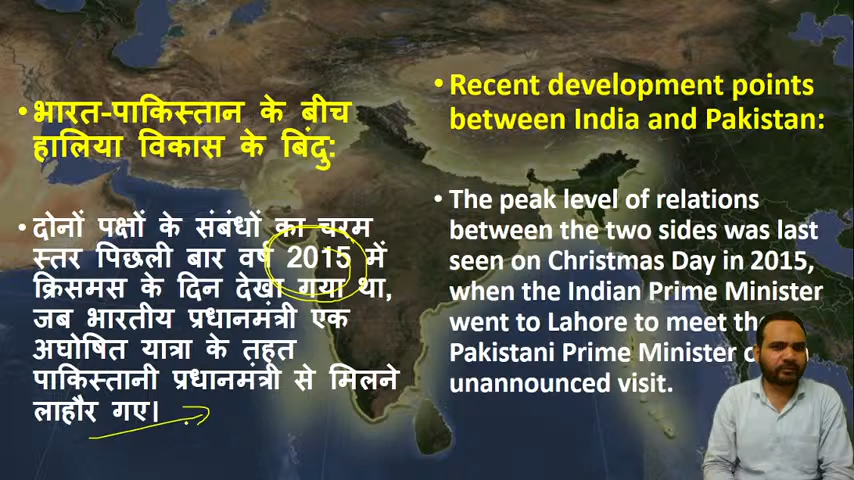 • भारत-पाकिस्तान के बीच
हालिया विकास के बिंदु:
• दोनों पक्षों के संबंधों का चरम
स्तर पिछली बार वर्ष 2015 में
क्रिसमस के दिन देखा गया था,
जब भारतीय प्रधानमंत्री एक
अघोषित यात्रा के तहत
पाकिस्तानी प्रधानमंत्री से मिलने
लाहौर गए।
• Recent development points
between India and Pakistan:
• The peak level of relations
between the two sides was last
seen on Christmas Day in 2015,
when the Indian Prime Minister
went to Lahore to meet the
Pakistani Prime Minister
unannounced visit.